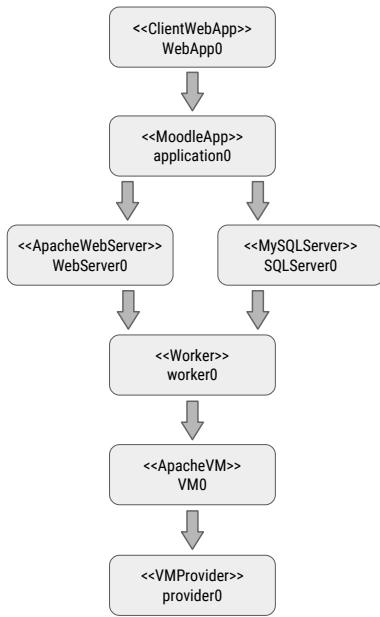 <<ClientWebApp>>
WebApp0
<<MoodleApp>>
application0
<<ApacheWebServer>>
WebServer0
<<MySQLServer>>
SQLServer0
<<Worker>>
worker0
<<ApacheVM>>
VM0
<<VMProvider>>
provider0